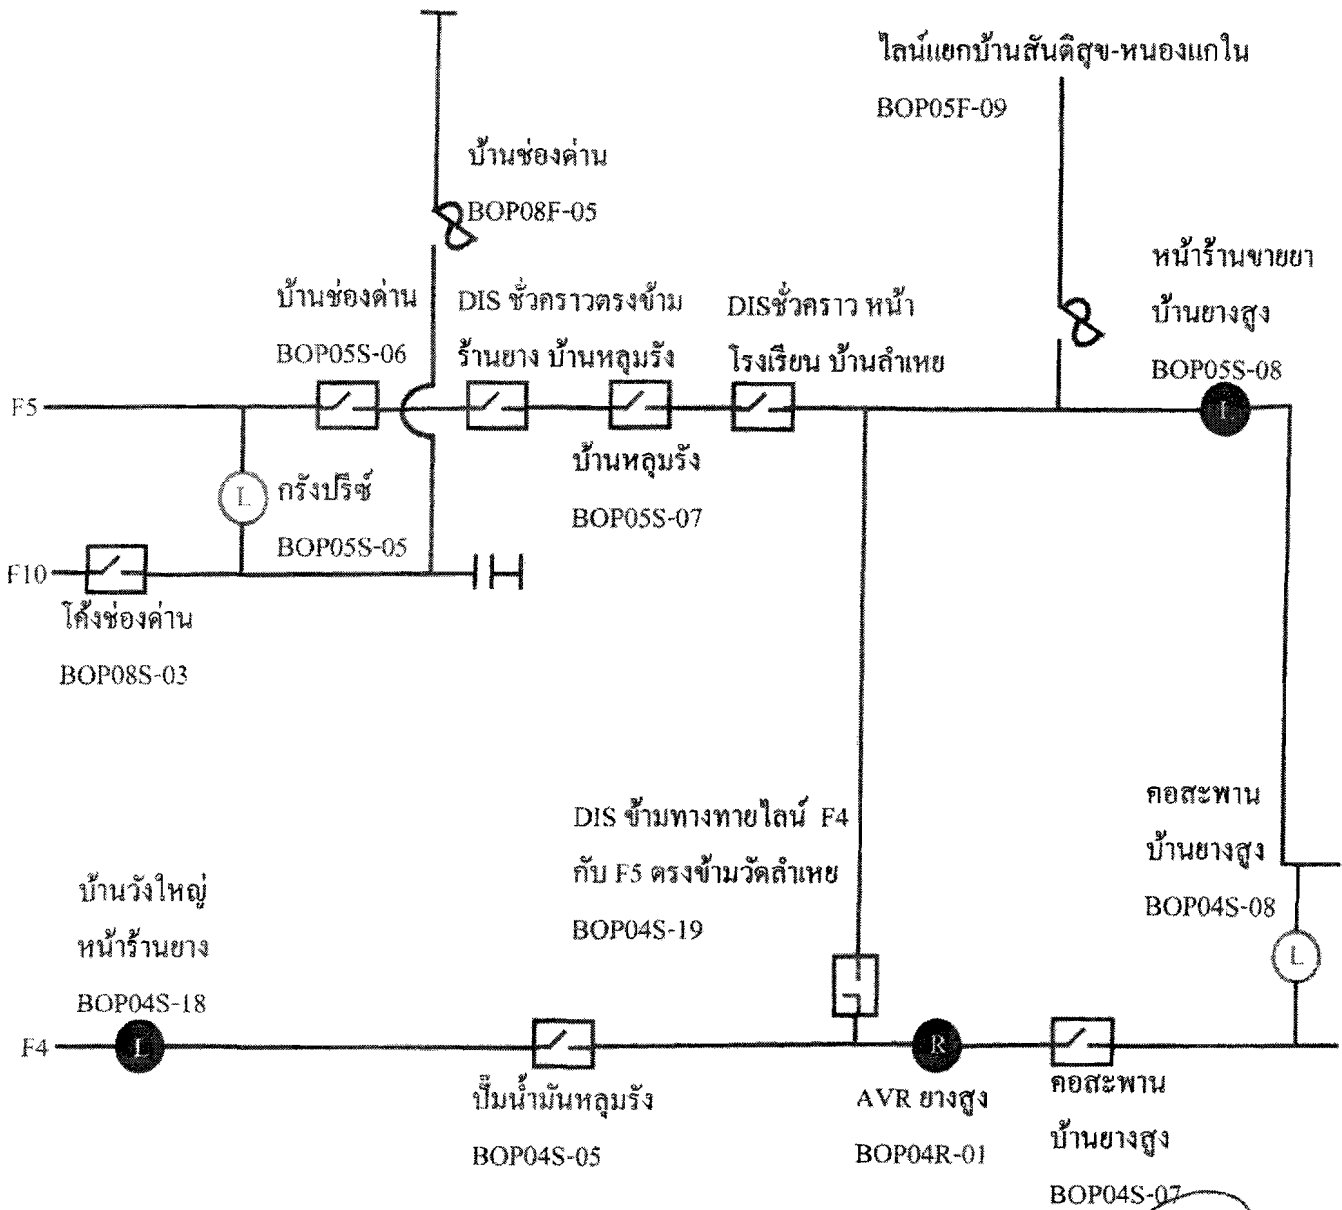 ไลน์แยกบ้านสันติสุข-หนองแกใน
BOP05F-09
บ้านช่องด่าน
BOP08F-05
หน้าร้านขายยา
บ้านยางสูง
BOP05S-08
บ้านช่องด่าน
BOP05S-06
DIS ชั่วคราวตรงข้าม
ร้านยาง บ้านหลุมรัง
DISชั่วคราว หน้า
โรงเรียน บ้านลำเหย
F5
L
บ้านหลุมรัง
BOP05S-07
L
กรังปรีซ์
BOP05S-05
F10
โค้งช่องด่าน
BOP08S-03
DIS ข้ามทางทายไลน์ F4
กับ F5 ตรงข้ามวัดลำเหย
BOP04S-19
คอสะพาน
บ้านยางสูง
BOP04S-08
L
บ้านวังใหญ่
หน้าร้านยาง
BOP04S-18
F4
L
R
ปั๊มน้ำมันหลุมรัง
BOP04S-05
AVR ยางสูง
BOP04R-01
คอสะพาน
บ้านยางสูง
BOP04S-07